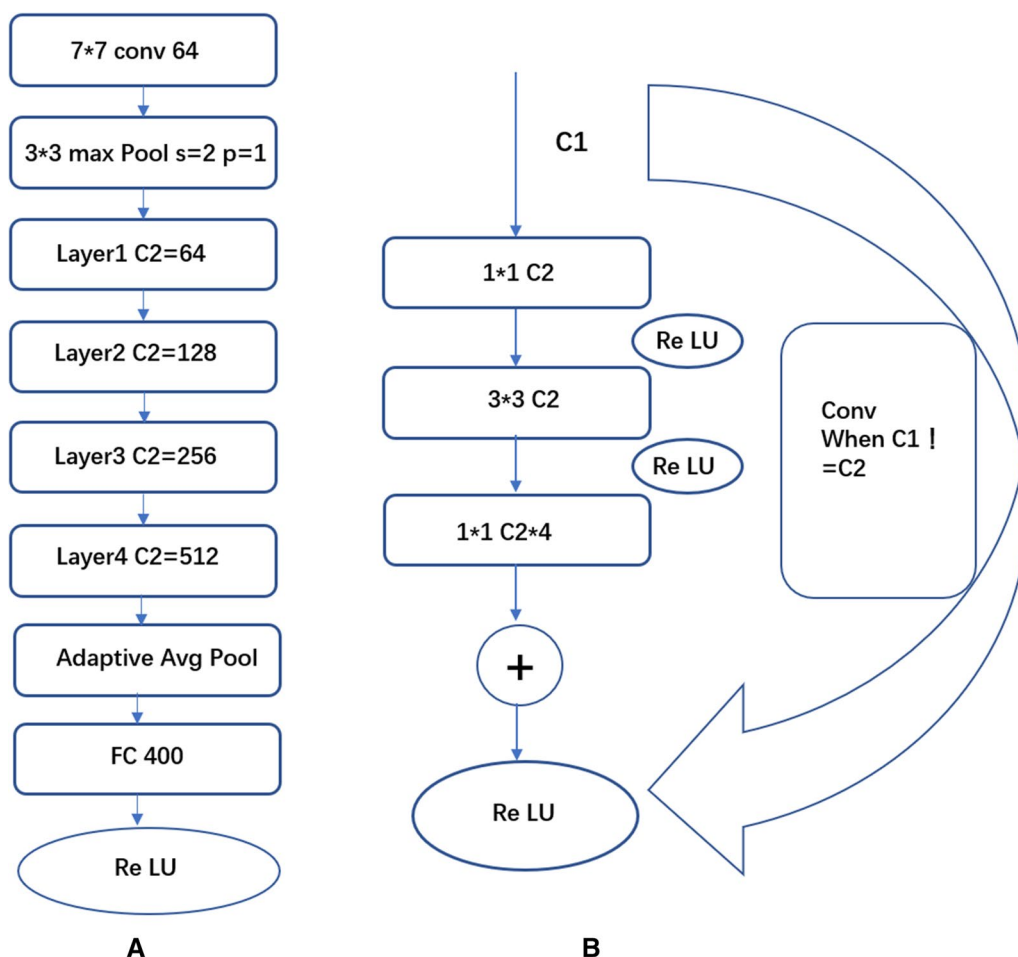 7*7 conv 64
3*3 max Pool s=2 p=1
Layer1 C2=64
Layer2 C2=128
Layer3 C2=256
Layer4 C2=512
Adaptive Avg Pool
FC 400
Re LU
A
C1
1*1 C2
Re LU
3*3 C2
Re LU
1*1 C2*4
+
Re LU
Conv
When C1！
=C2
B